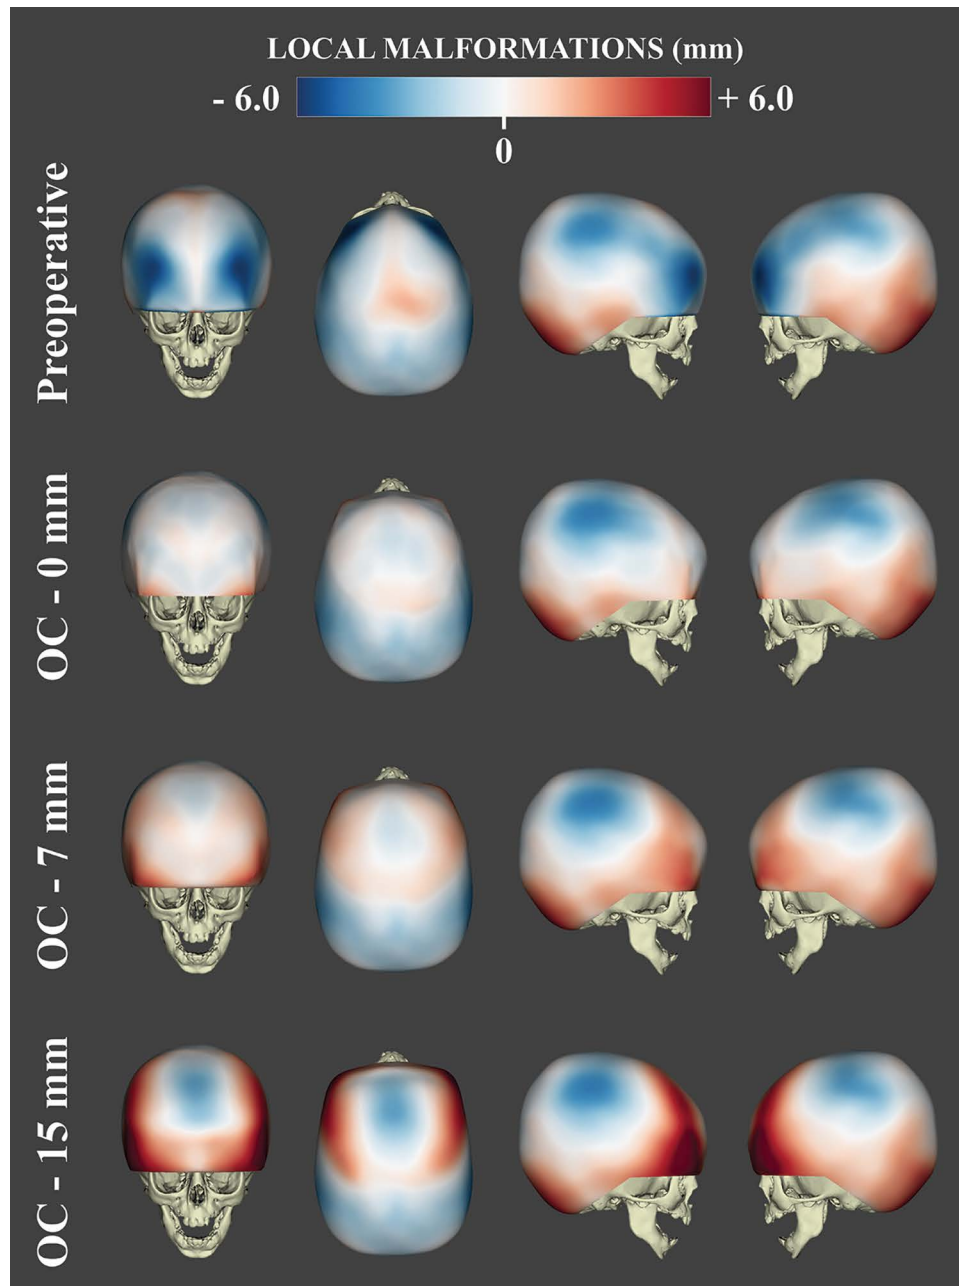 LOCAL MALFORMATIONS (mm)
- 6.0
+ 6.0
0
Preoperative
OC - 0 mm
OC - 7 mm
OC - 15 mm